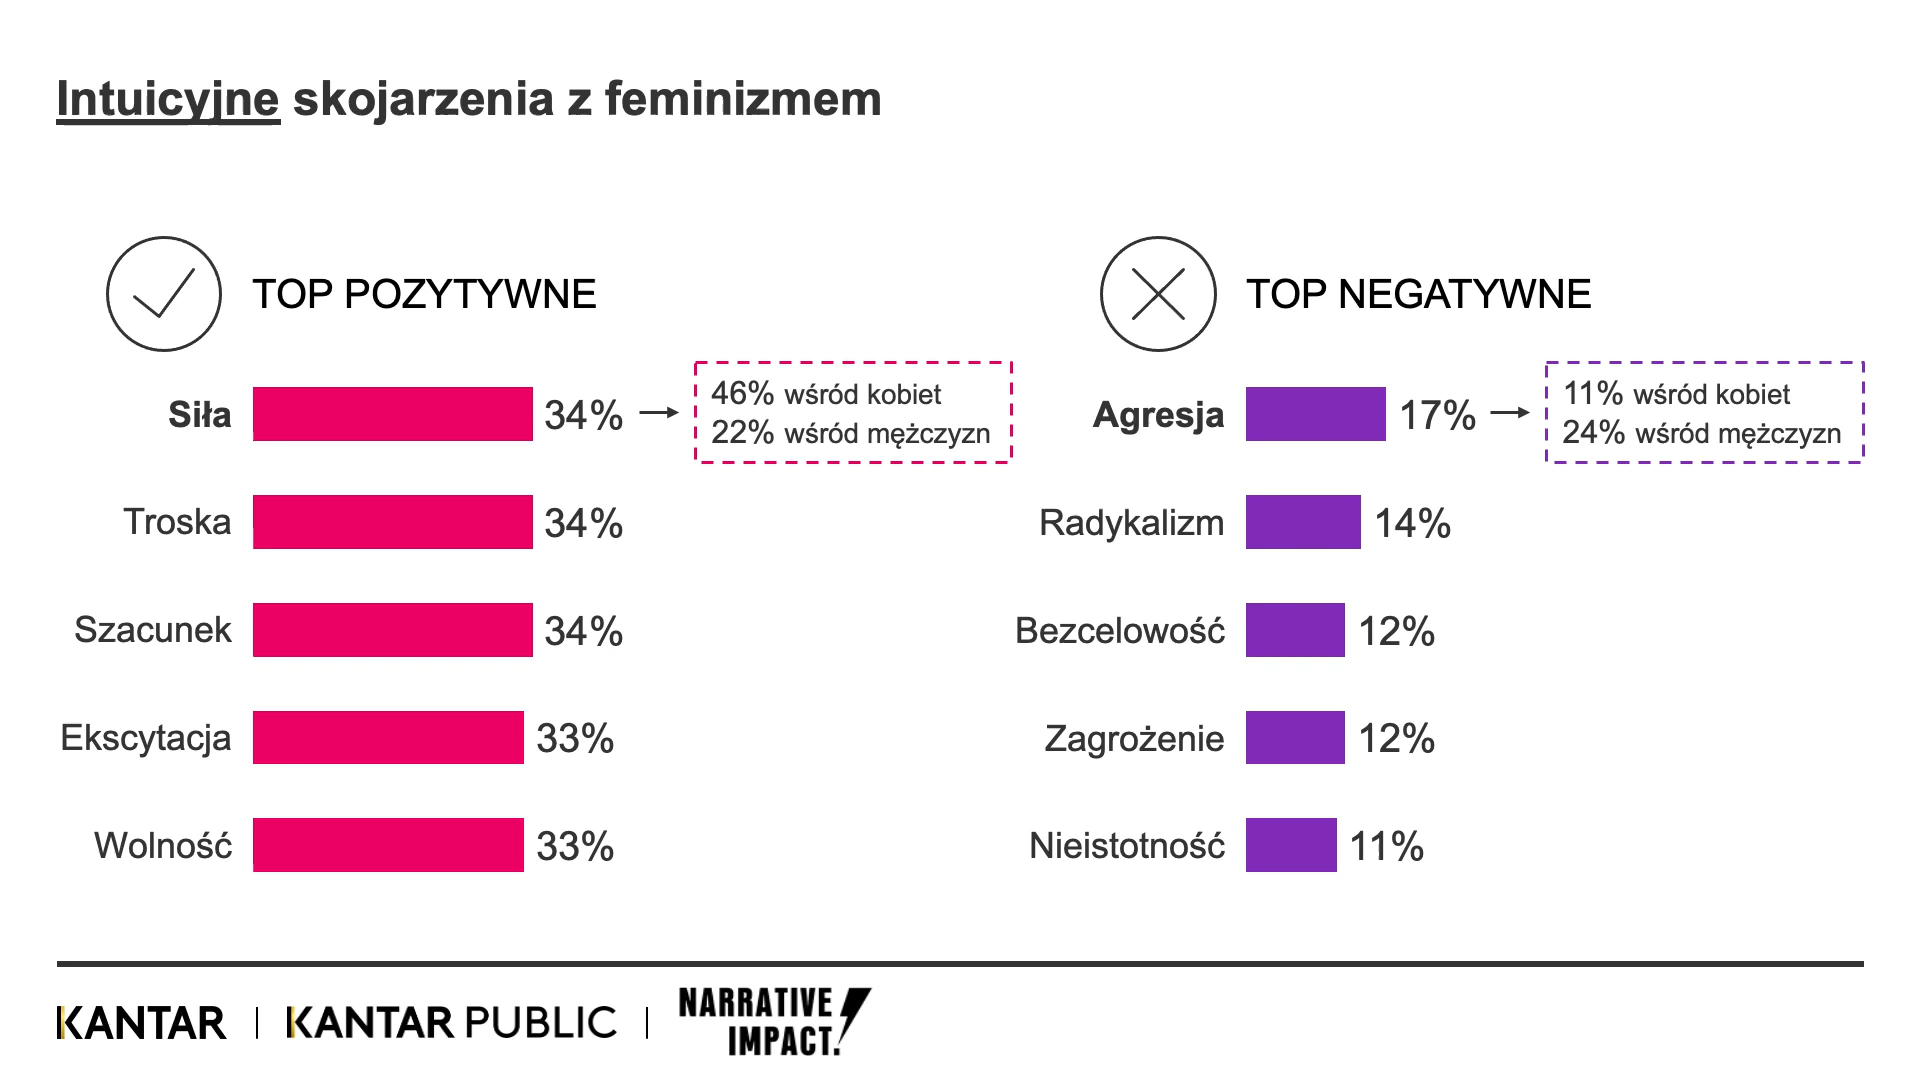 Intuicyjne skojarzenia z feminizmem
TOP POZYTYWNE
Siła 34%
46% wśród kobiet
22% wśród mężczyzn
Troska 34%
Szacunek 34%
Ekscytacja 33%
Wolność 33%
TOP NEGATYWNE
Agresja 17%
11% wśród kobiet
24% wśród mężczyzn
Radykalizm 14%
Bezcelowość 12%
Zagrożenie 12%
Nieistotność 11%
KANTAR
KANTAR PUBLIC
NARRATIVE
IMPACT.